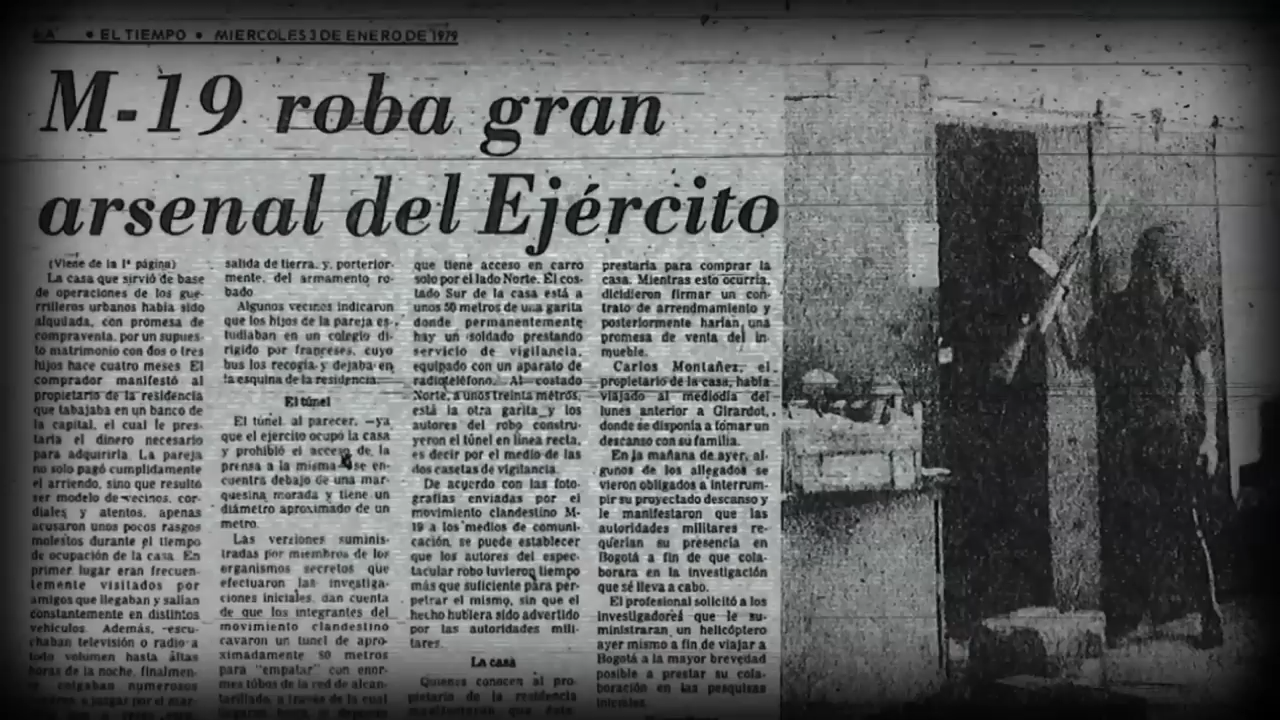 • EL TIEMPO • MIERCOLES 3 DE ENERO DE 1979
M-19 roba gran
arsenal del Ejército
(Viene de la 1ª página)
La casa que sirvió de base
de operaciones de los gue-
rrilleros urbanos había sido
alquilada, con promesa de
compraventa, por un supues-
to matrimonio con dos o tres
hijos hace cuatro meses El
comprador manifestó al
propietario de la residencia
que tabajaba en un banco de
la capital, el cual le pres-
taría el dinero necesario
para adquirirla. La pareja
no solo pagó cumplidamente
el arriendo, sino que resultó
ser modelo de vecinos, cor-
diales y atentos, apenas
acusaron unos pocos rasgos
molestos durante el tiempo
de ocupación de la casa. En
primer lugar eran frecuen-
temente visitados por
amigos que llegaban y salían
constantemente en distintos
vehículos. Además, escu-
chaban televisión o radio a
todo volumen hasta altas
horas de la noche, finalmen-
colgaban numerosos
a juzgar por el mar-
salida de tierra, y, porterior-
mente, del armamento ro-
bado
Algunos vecinos indicaron
que los hijos de la pareja es-
tudiaban en un colegio di-
rigido por franceses, cuyo
bus los recogía y dejaba en
la esquina de la residencia.
El túnel
El túnel, al parecer, —ya
que el ejercito ocupó la casa
y prohibió el acceso de la
prensa a la misma— se en-
cuentra debajo de una mar-
quesina morada y tiene un
diámetro aproximado de un
metro.
Las versiones suminis-
tradas por miembros de los
organismos secretos que
efectuaron las investiga-
ciones iniciales, dan cuenta
de que los integrantes del
movimiento clandestino
cavaron un tunel de apro-
ximadamente 80 metros
para "empatar" con enor-
mes tubos de la red de alcan-
tarillado, a través de la cual
que tiene acceso en carro
solo por el lado Norte. El cos-
tado Sur de la casa está a
unos 50 metros de una garita
donde permanentemente
hay un soldado prestando
servicio de vigilancia,
equipado con un aparato de
radioteléfono. Al costado
Norte, a unos treinta metros,
está la otra garita y los
autores del robo constru-
yeron el túnel en línea recta,
es decir por el medio de las
dos casetas de vigilancia.
De acuerdo con las foto-
grafías enviadas por el
movimiento clandestino M-
19 a los medios de comuni-
cación, se puede establecer
que los autores del espec-
tacular robo tuvieron tiempo
más que suficiente para per-
petrar el mismo, sin que el
hecho hubiera sido advertido
por las autoridades mili-
tares.
La casa
Quienes conocen al pro-
pietario de la residencia
manifestaron que éste
prestaría para comprar la
casa. Mientras esto ocurría,
dicidieron firmar un con-
trato de arrendamiento y
posteriormente harían, una
promesa de venta del in-
mueble.
Carlos Montañez, el
propietario de la casa, había
viajado al mediodía del
lunes anterior a Girardot,
donde se disponía a tomar un
descanso con su familia.
En la mañana de ayer, al-
gunos de los allegados se
vieron obligados a interrum-
pir su proyectado descanso y
le manifestaron que las
autoridades militares re-
querían su presencia en
Bogotá a fin de que cola-
borara en la investigación
que sé lleva a cabo.
El profesional solicitó a los
investigadores que le su-
ministraran, un helicóptero
ayer mismo a fin de viajar a
Bogotá a la mayor brevedad
posible a prestar su cola-
boración en las pesquisas
iniciales.